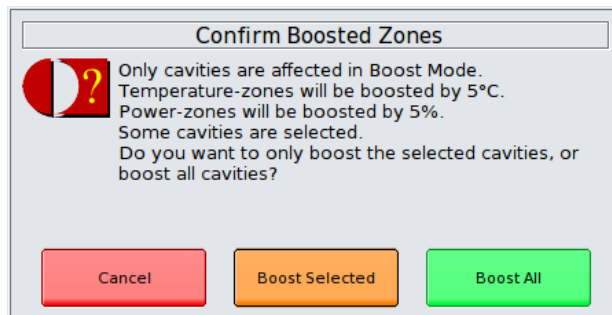 Confirm Boosted Zones
?
Only cavities are affected in Boost Mode.
Temperature-zones will be boosted by 5°C.
Power-zones will be boosted by 5%.
Some cavities are selected.
Do you want to only boost the selected cavities, or
boost all cavities?
Cancel
Boost Selected
Boost All